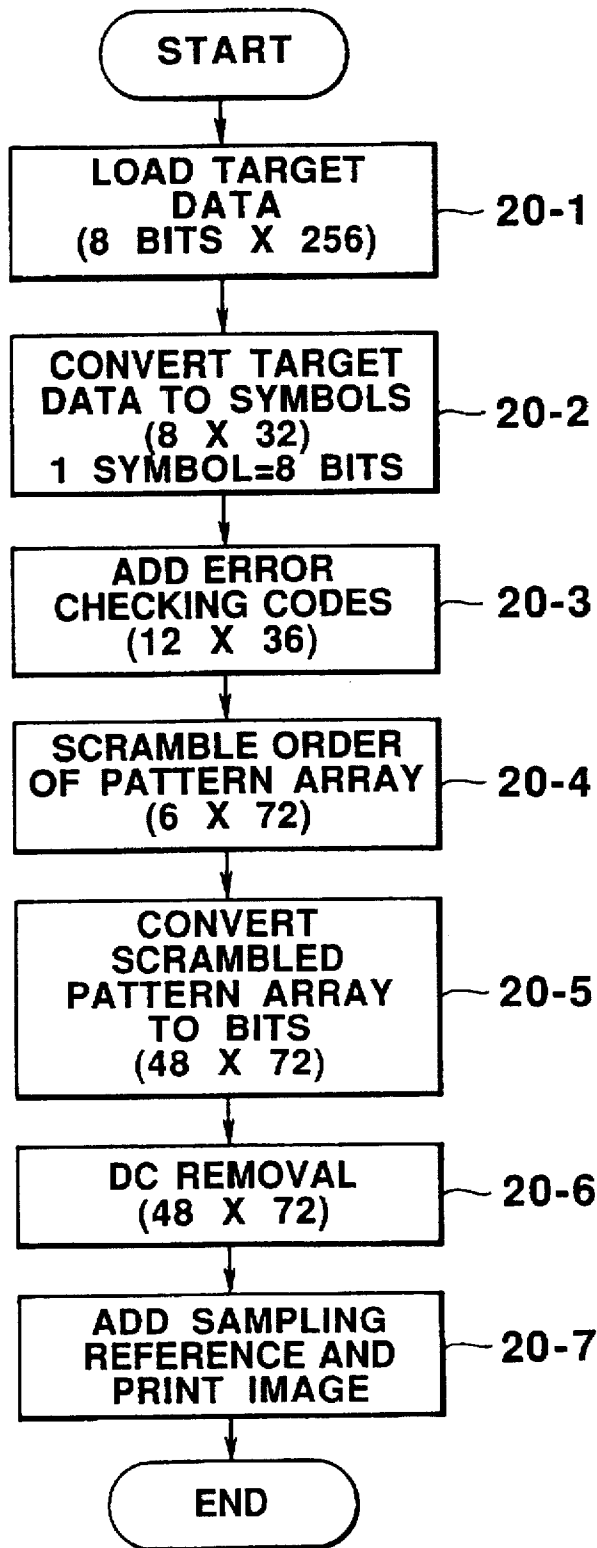 START
LOAD TARGET
DATA
(8 BITS X 256)
20-1
CONVERT TARGET
DATA TO SYMBOLS
(8 X 32)
1 SYMBOL=8 BITS
20-2
ADD ERROR
CHECKING CODES
(12 X 36)
20-3
SCRAMBLE ORDER
OF PATTERN ARRAY
(6 X 72)
20-4
CONVERT
SCRAMBLED
PATTERN ARRAY
TO BITS
(48 X 72)
20-5
DC REMOVAL
(48 X 72)
20-6
ADD SAMPLING
REFERENCE AND
PRINT IMAGE
20-7
END